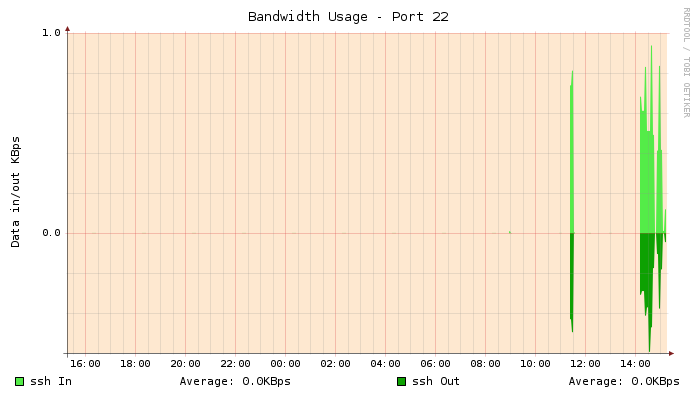 Bandwidth Usage - Port 22
RRDTOOL / TOBI OETIKER
Data in/out KBps
1.0
0.0
16:00 18:00 20:00 22:00 00:00 02:00 04:00 06:00 08:00 10:00 12:00 14:00
ssh In Average: 0.0KBps ssh Out Average: 0.0KBps